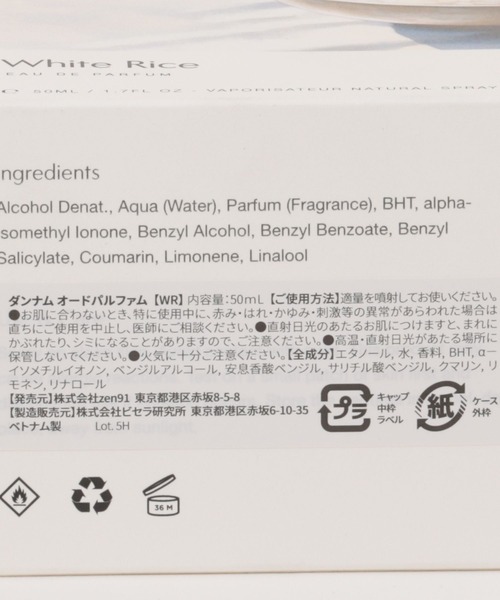 White Rice
EAU DE PARFUM
50ML / 1.7FL OZ - VAPORISATEUR NATURAL SPRAY
ngredients
Alcohol Denat., Aqua (Water), Parfum (Fragrance), BHT, alpha-
isomethyl Ionone, Benzyl Alcohol, Benzyl Benzoate, Benzyl
Salicylate, Coumarin, Limonene, Linalool
ダンナム オードパルファム【WR】内容量:50mL【ご使用方法】適量を噴射してお使いください。
●お肌に合わないとき、特に使用中に、赤み・はれ・かゆみ・刺激等の異常があらわれた場合は
直ちにご使用を中止し、医師にご相談ください。●直射日光のあたるお肌につけますと、まれに
かぶれたり、シミになることがありますので、ご注意ください。●高温・直射日光があたる場所に
保管しないでください。●火気に十分ご注意ください。【全成分】エタノール, 水, 香料, BHT, α－
イソメチルイオノン, ベンジルアルコール, 安息香酸ベンジル, サリチル酸ベンジル, クマリン, リ
モネン, リナロール
【発売元】株式会社zen91 東京都港区赤坂8-5-8
【製造販売元】株式会社ビセラ研究所 東京都港区赤坂6-10-35
ベトナム製 Lot. 5H
プラ
キャップ
中枠
ラベル
紙
ケース
外枠
36 M